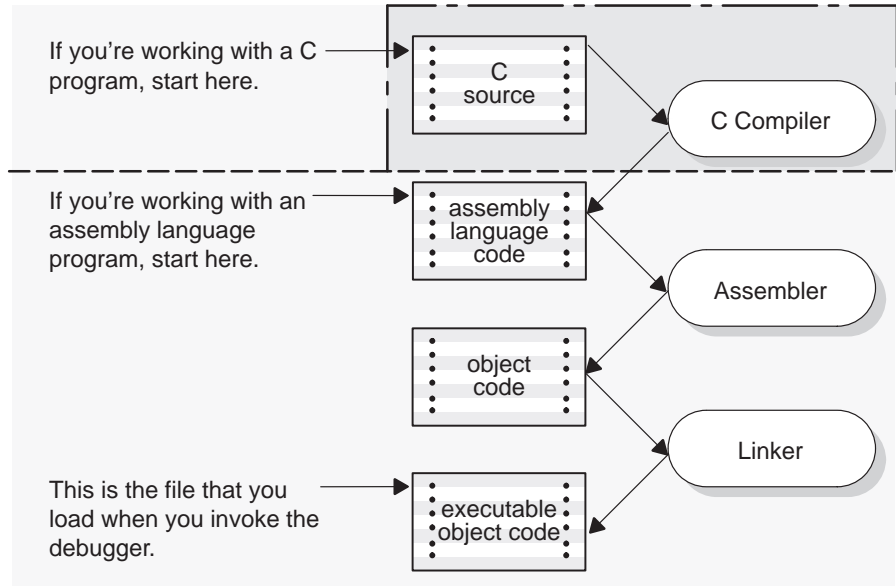 If you’re working with a C
program, start here.
C
source
C Compiler
If you’re working with an
assembly language
program, start here.
assembly
language
code
Assembler
object
code
Linker
This is the file that you
load when you invoke the
debugger.
executable
object code